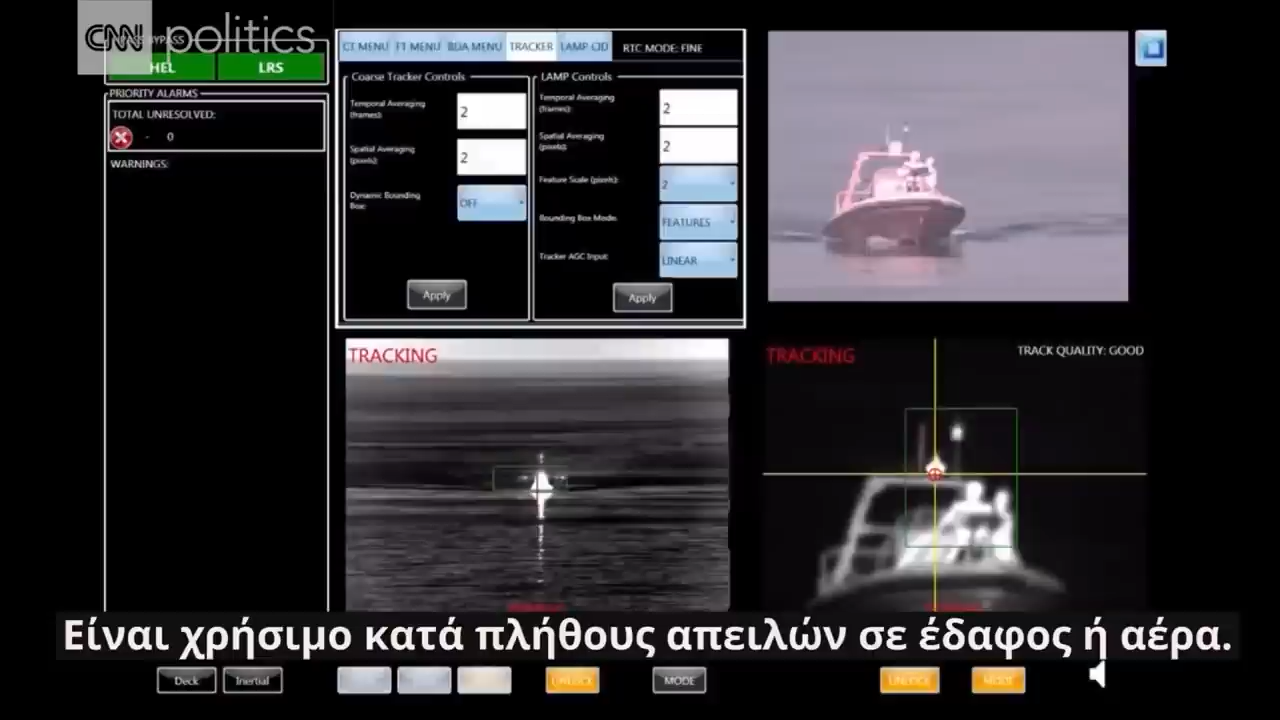 CNN politics
BYPASS
HEL LRS
PRIORITY ALARMS
TOTAL UNRESOLVED:
- 0
WARNINGS:
CT MENU FT MENU BDA MENU TRACKER LAMP CID RTC MODE: FINE
Coarse Tracker Controls
Temporal Averaging
(frames): 2
Spatial Averaging
(pixels): 2
Dynamic Bounding
Box: OFF
Apply
LAMP Controls
Temporal Averaging
(frames): 2
Spatial Averaging
(pixels): 2
Feature Scale (pixels): 2
Bounding Box Mode: FEATURES
Tracker AGC Input: LINEAR
Apply
TRACKING
TRACKING TRACK QUALITY: GOOD
Είναι χρήσιμο κατά πλήθους απειλών σε έδαφος ή αέρα.
Deck Inertial UNLOCK MODE UNLOCK MODE